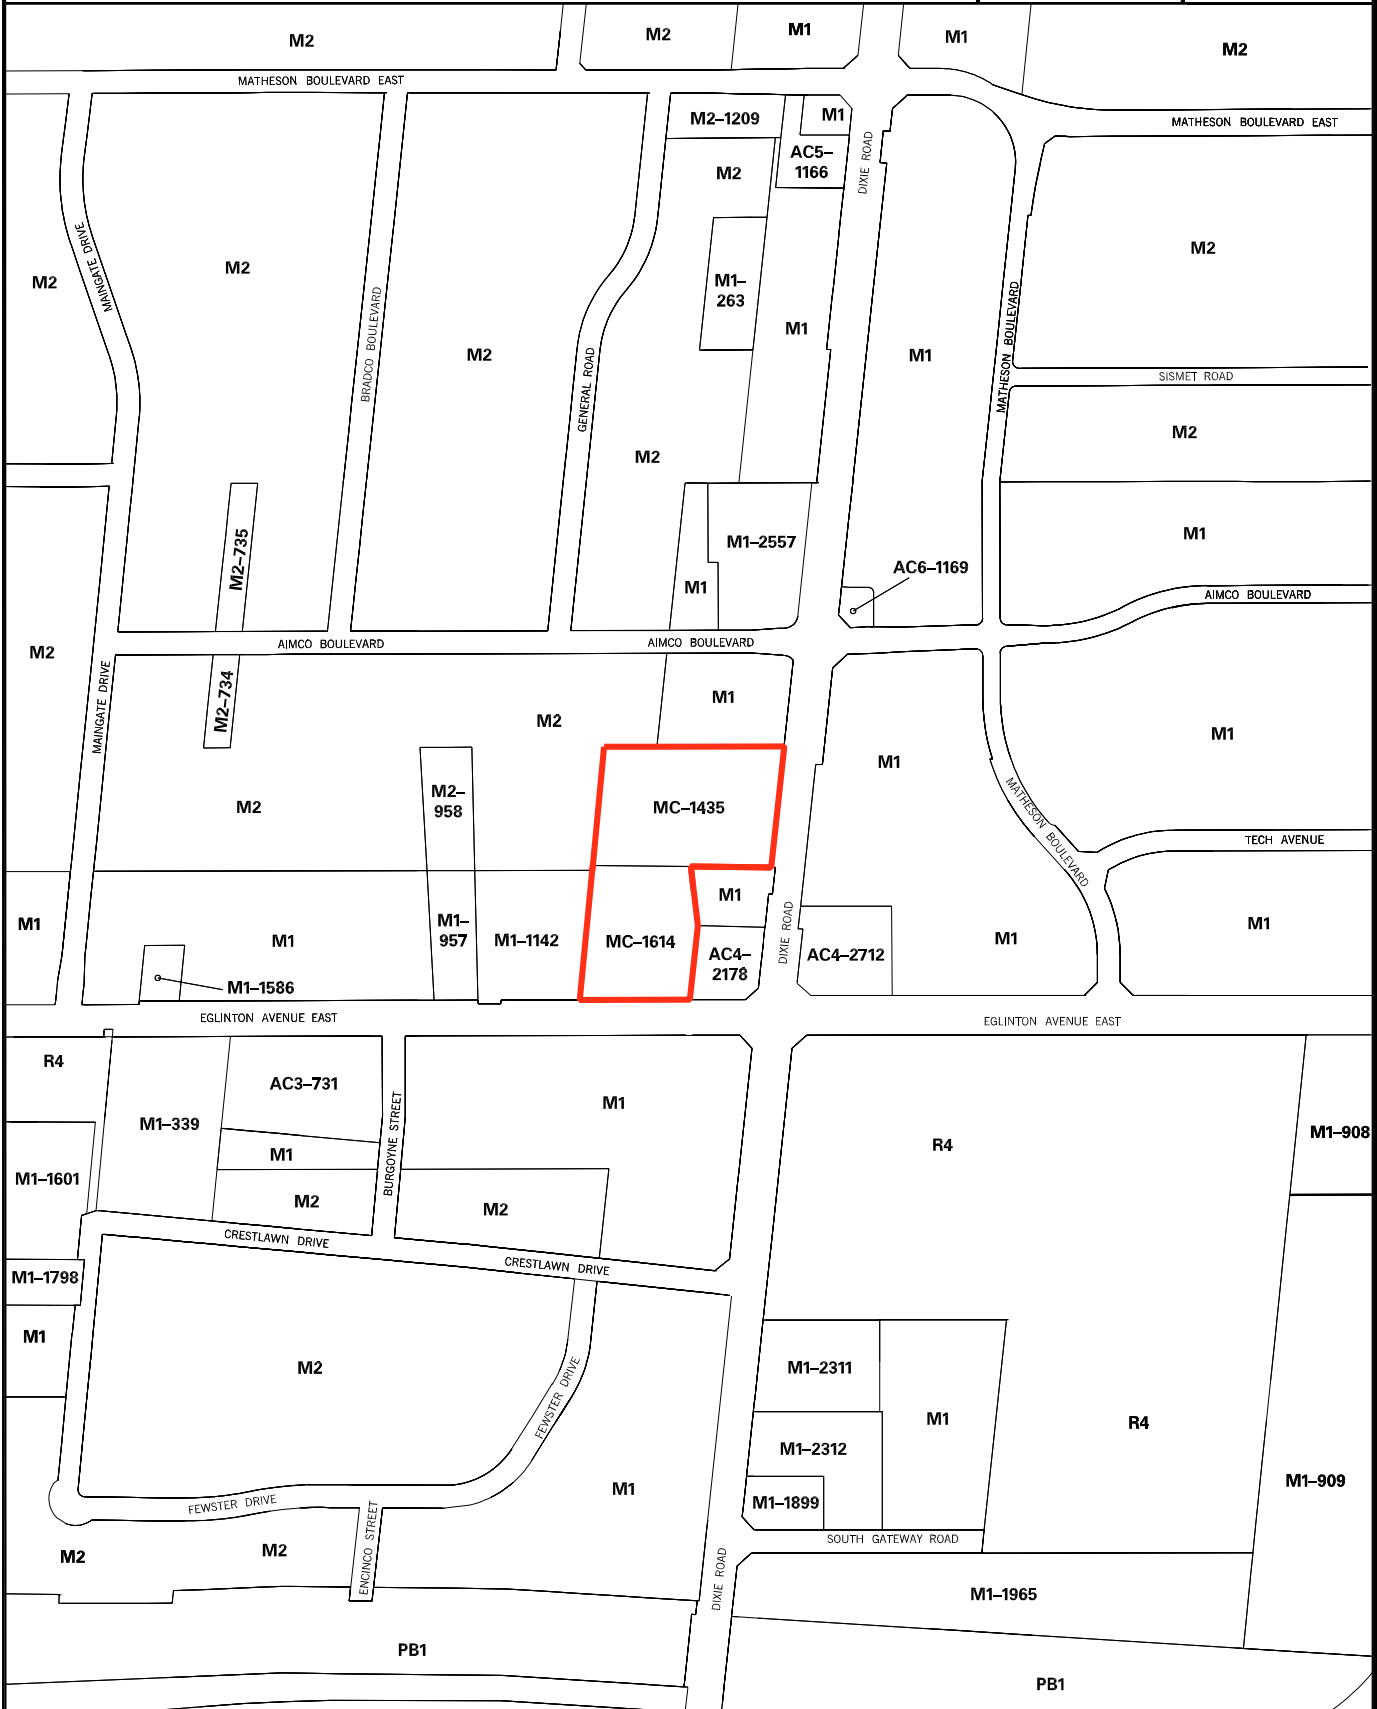 M2
M2
M1
M1
M2
MATHESON BOULEVARD EAST
MATHESON BOULEVARD EAST
M2–1209
M1
AC5–
1166
DIXIE ROAD
M2
M2
MAINGATE DRIVE
M2
M2
M1–
263
M1
M2
BRADCO BOULEVARD
M2
GENERAL ROAD
M1
MATHESON BOULEVARD
SISMET ROAD
M2
M2
M2–735
M1–2557
M1
M1
AC6–1169
AIMCO BOULEVARD
AIMCO BOULEVARD
AIMCO BOULEVARD
M2
MAINGATE DRIVE
M2–734
M2
M1
M1
M1
M2
M2–
958
MC–1435
MATHESON BOULEVARD
TECH AVENUE
M1
M1
M1–1586
M1–
957
M1–1142
MC–1614
M1
AC4–
2178
DIXIE ROAD
AC4–2712
M1
M1
EGLINTON AVENUE EAST
EGLINTON AVENUE EAST
R4
M1–339
AC3–731
M1
BURGOYNE STREET
M1
R4
M1–908
M1–1601
M2
M2
CRESTLAWN DRIVE
CRESTLAWN DRIVE
M1–1798
M1
M2
FEWSTER DRIVE
M1–2311
M1
R4
M1–2312
M1–1899
M1–909
M1
FEWSTER DRIVE
ENCINCO STREET
SOUTH GATEWAY ROAD
M2
M2
DIXIE ROAD
M1–1965
PB1
PB1